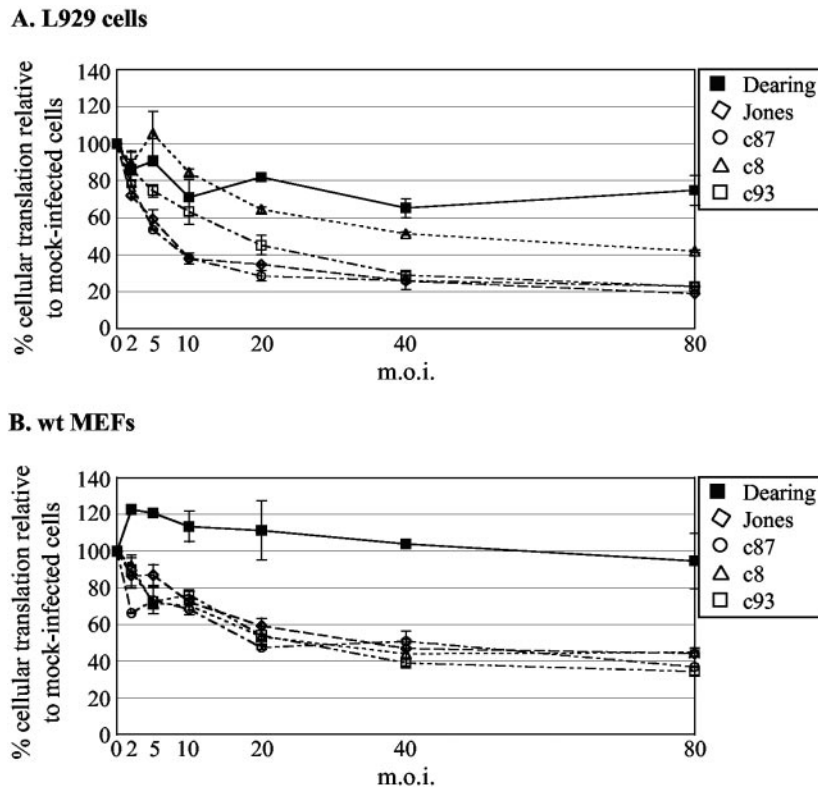 A. L929 cells
% cellular translation relative
to mock-infected cells
140
120
100
80
60
40
20
0
0 2 5 10 20 40 80
m.o.i.
Dearing
Jones
c87
c8
c93
B. wt MEFs
% cellular translation relative
to mock-infected cells
140
120
100
80
60
40
20
0
0 2 5 10 20 40 80
m.o.i.
Dearing
Jones
c87
c8
c93